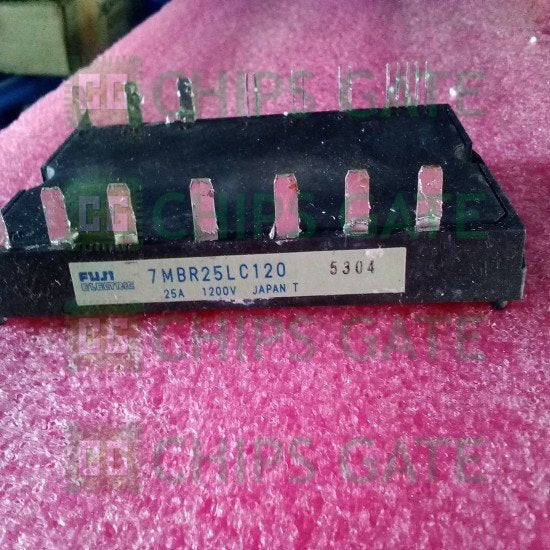 CHIPS GATE
CHIPS GATE
FUJI ELECTRIC
7MBR25LC120 5304
25A 1200V JAPAN T
CHIPS GATE
CHIPS GATE